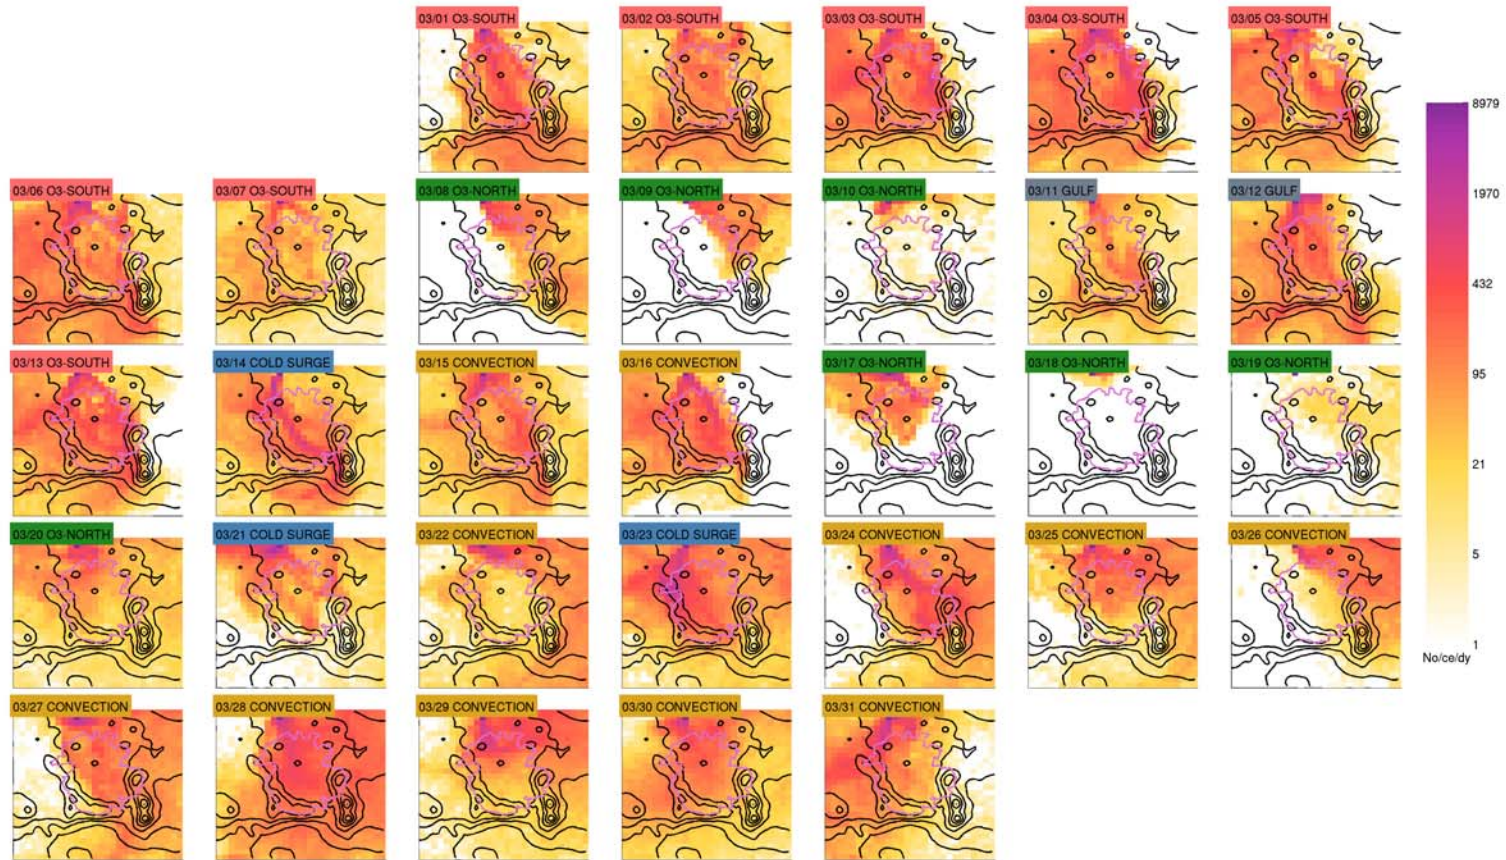 03/01 O3-SOUTH
03/02 O3-SOUTH
03/03 O3-SOUTH
03/04 O3-SOUTH
03/05 O3-SOUTH
03/06 O3-SOUTH
03/07 O3-SOUTH
03/08 O3-NORTH
03/09 O3-NORTH
03/10 O3-NORTH
03/11 GULF
03/12 GULF
03/13 O3-SOUTH
03/14 COLD SURGE
03/15 CONVECTION
03/16 CONVECTION
03/17 O3-NORTH
03/18 O3-NORTH
03/19 O3-NORTH
03/20 O3-NORTH
03/21 COLD SURGE
03/22 CONVECTION
03/23 COLD SURGE
03/24 CONVECTION
03/25 CONVECTION
03/26 CONVECTION
03/27 CONVECTION
03/28 CONVECTION
03/29 CONVECTION
03/30 CONVECTION
03/31 CONVECTION
8979
1970
432
95
21
5
1
No/ce/dy